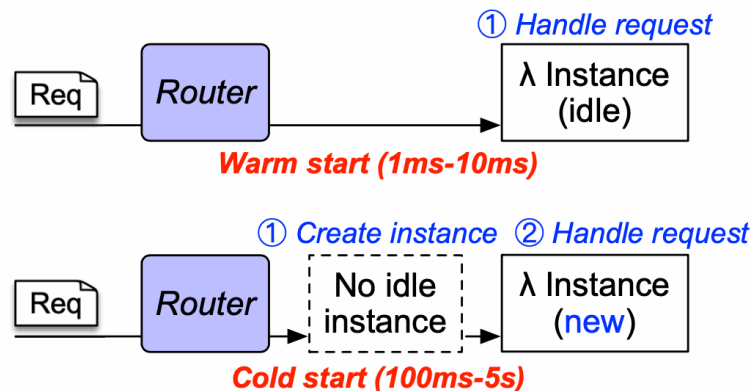 ① Handle request
Req
Router
λ Instance
(idle)
Warm start (1ms-10ms)
① Create instance
② Handle request
Req
Router
No idle
instance
λ Instance
(new)
Cold start (100ms-5s)